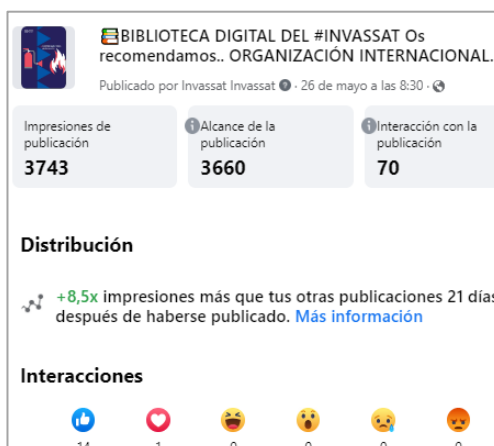 📚BIBLIOTECA DIGITAL DEL #INVASSAT Os
recomendamos.. ORGANIZACIÓN INTERNACIONAL.
Publicado por Invassat Invassat · 26 de mayo a las 8:30 ·
Impresiones de publicación
3743
Alcance de la publicación
3660
Interacción con la publicación
70
Distribución
+8,5x impresiones más que tus otras publicaciones 21 días
después de haberse publicado. Más información
Interacciones